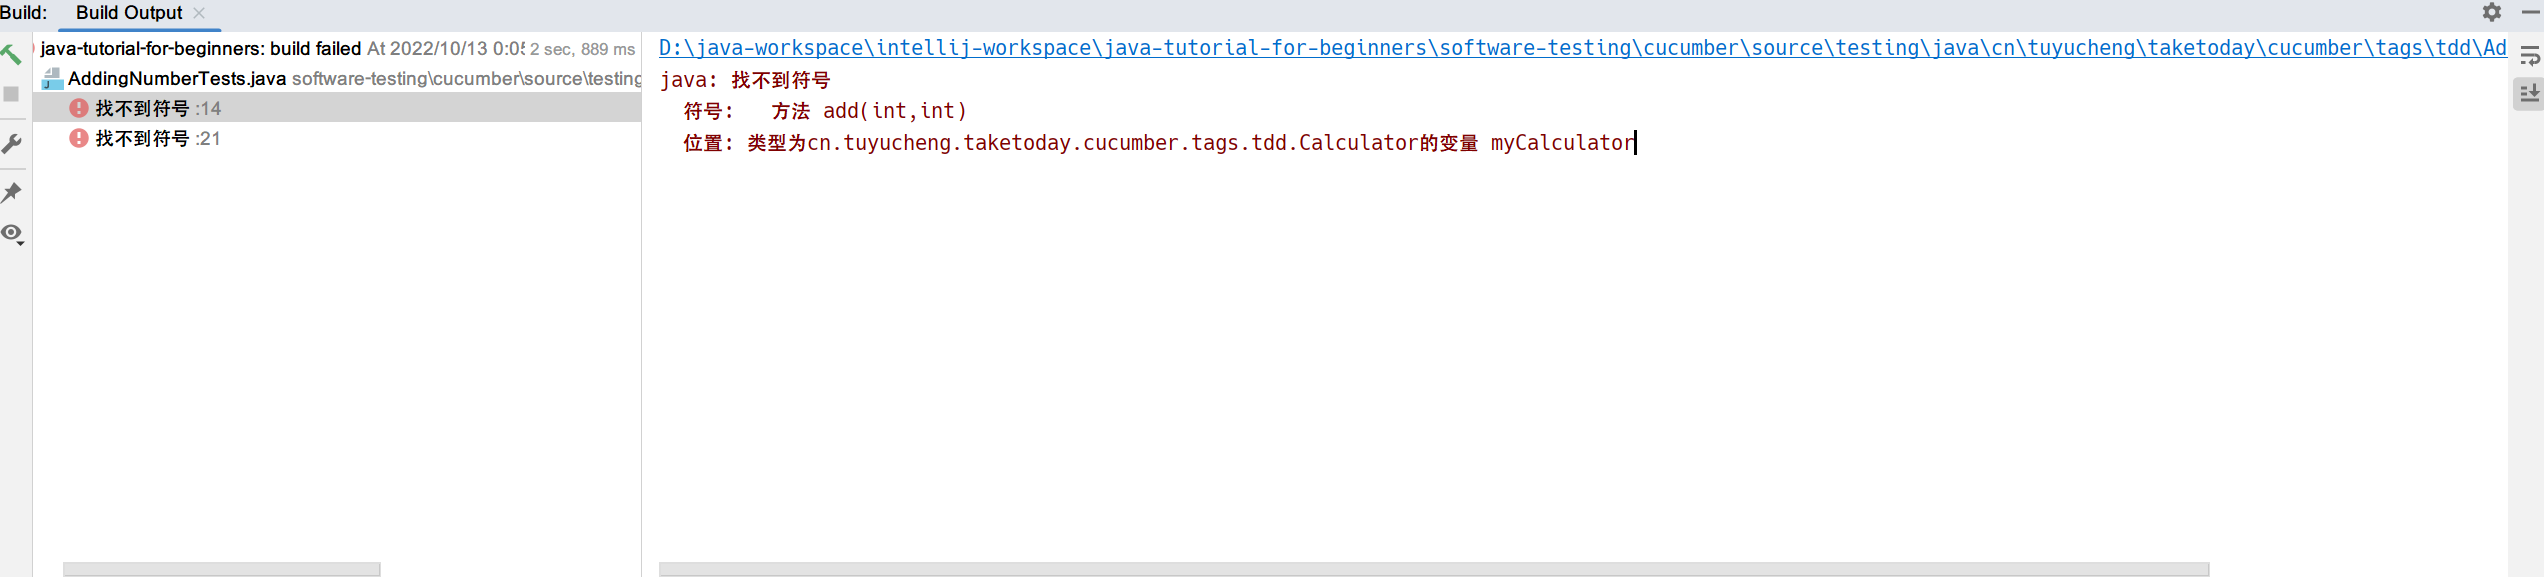 Build: Build Output
java-tutorial-for-beginners: build failed At 2022/10/13 0:05 2 sec, 889 ms
AddingNumberTests.java software-testing\cucumber\source\testing
找不到符号 :14
找不到符号 :21
D:\java-workspace\intellij-workspace\java-tutorial-for-beginners\software-testing\cucumber\source\testing\java\cn\tuyucheng\taketoday\cucumber\tags\tdd\Ad
java: 找不到符号
符号: 方法 add(int,int)
位置: 类型为cn.tuyucheng.taketoday.cucumber.tags.tdd.Calculator的变量 myCalculator